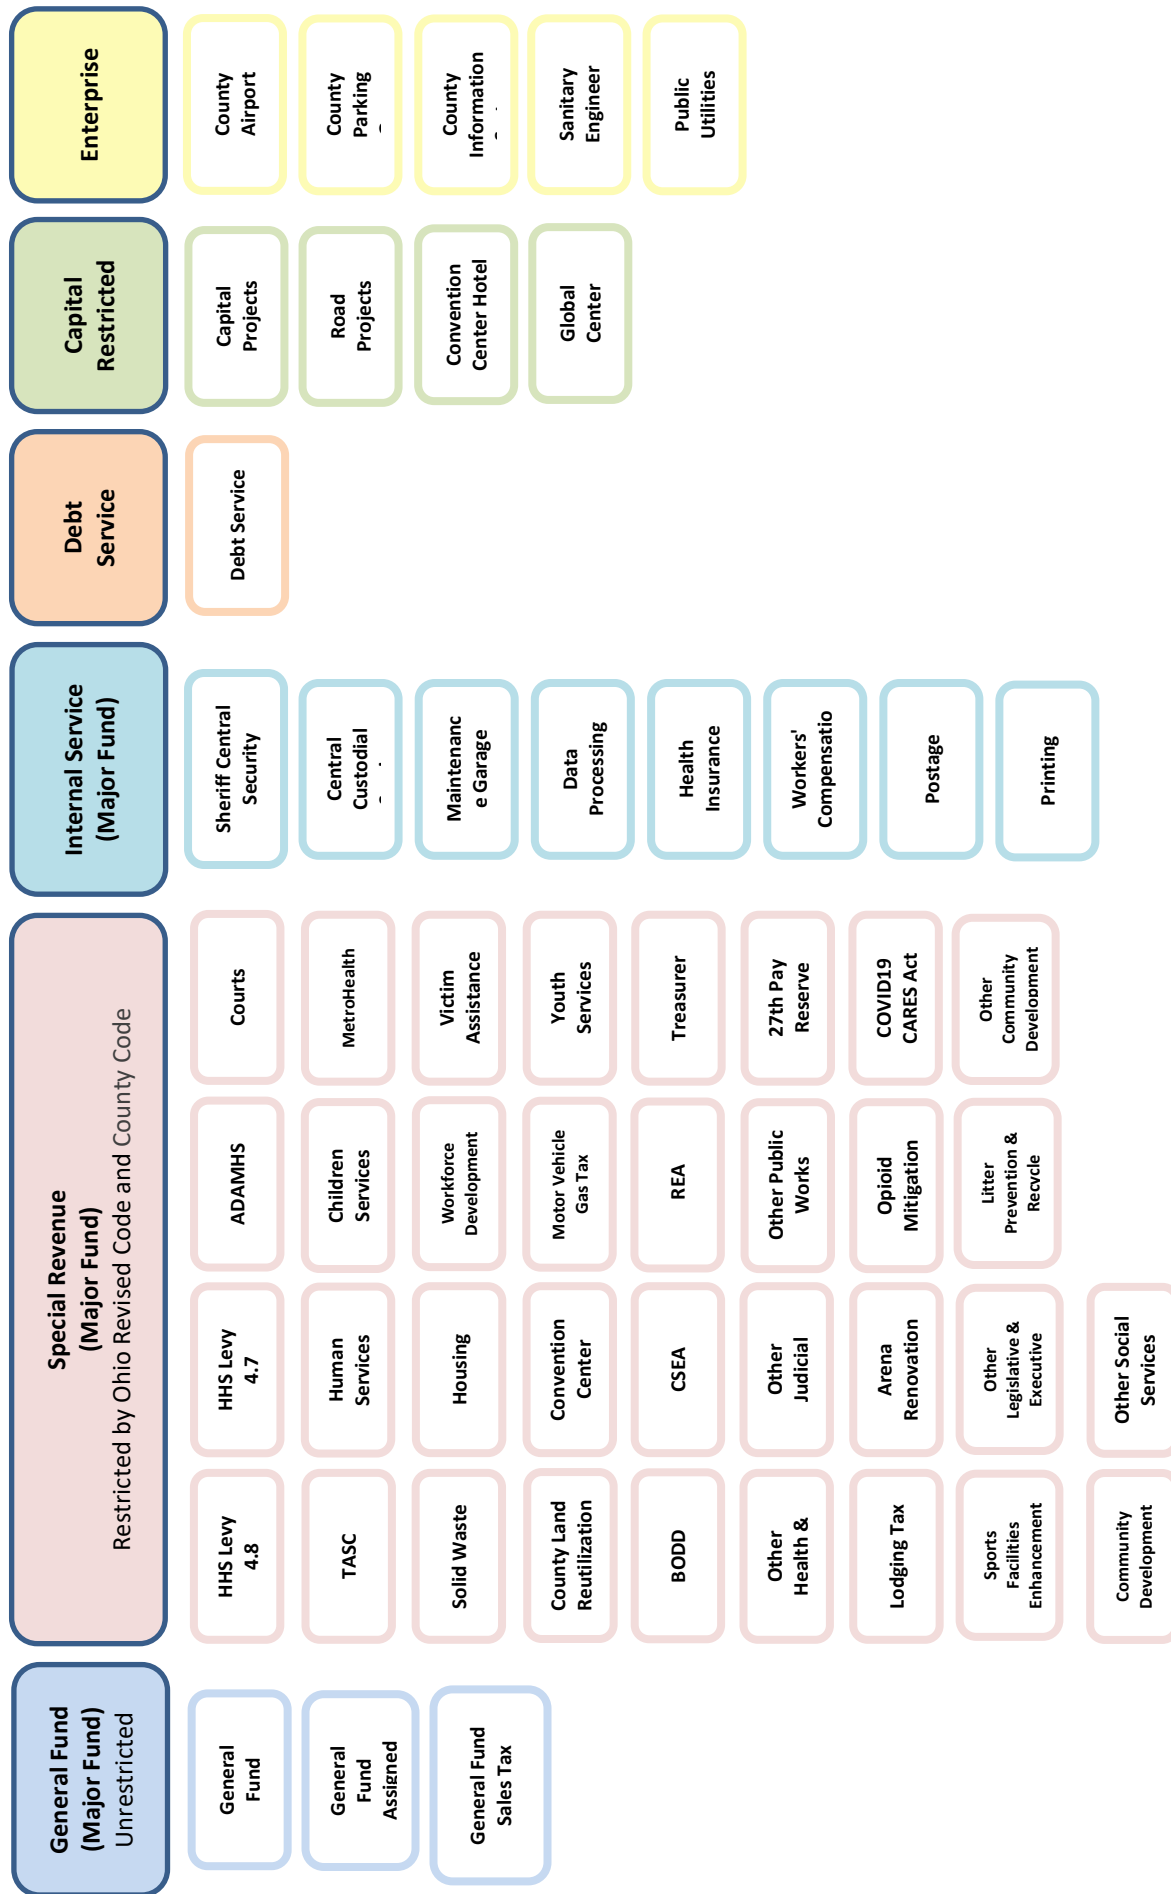 General Fund
(Major Fund)
Unrestricted
General
Fund
General
Fund
Assigned
General Fund
Sales Tax
Special Revenue
(Major Fund)
Restricted by Ohio Revised Code and County Code
HHS Levy
4.8
HHS Levy
4.7
ADAMHS
Courts
TASC
Human
Services
Children
Services
MetroHealth
Solid Waste
Housing
Workforce
Development
Victim
Assistance
County Land
Reutilization
Convention
Center
Motor Vehicle
Gas Tax
Youth
Services
BODD
CSEA
REA
Treasurer
Other
Health &
Other
Judicial
Other Public
Works
27th Pay
Reserve
Lodging Tax
Arena
Renovation
Opioid
Mitigation
COVID19
CARES Act
Sports
Facilities
Enhancement
Other
Legislative &
Executive
Litter
Prevention &
Recycle
Other
Community
Development
Community
Development
Other Social
Services
Internal Service
(Major Fund)
Sheriff Central
Security
Central
Custodial
Maintenanc
e Garage
Data
Processing
Health
Insurance
Workers'
Compensatio
Postage
Printing
Debt
Service
Debt Service
Capital
Restricted
Capital
Projects
Road
Projects
Convention
Center Hotel
Global
Center
Enterprise
County
Airport
County
Parking
County
Information
Sanitary
Engineer
Public
Utilities